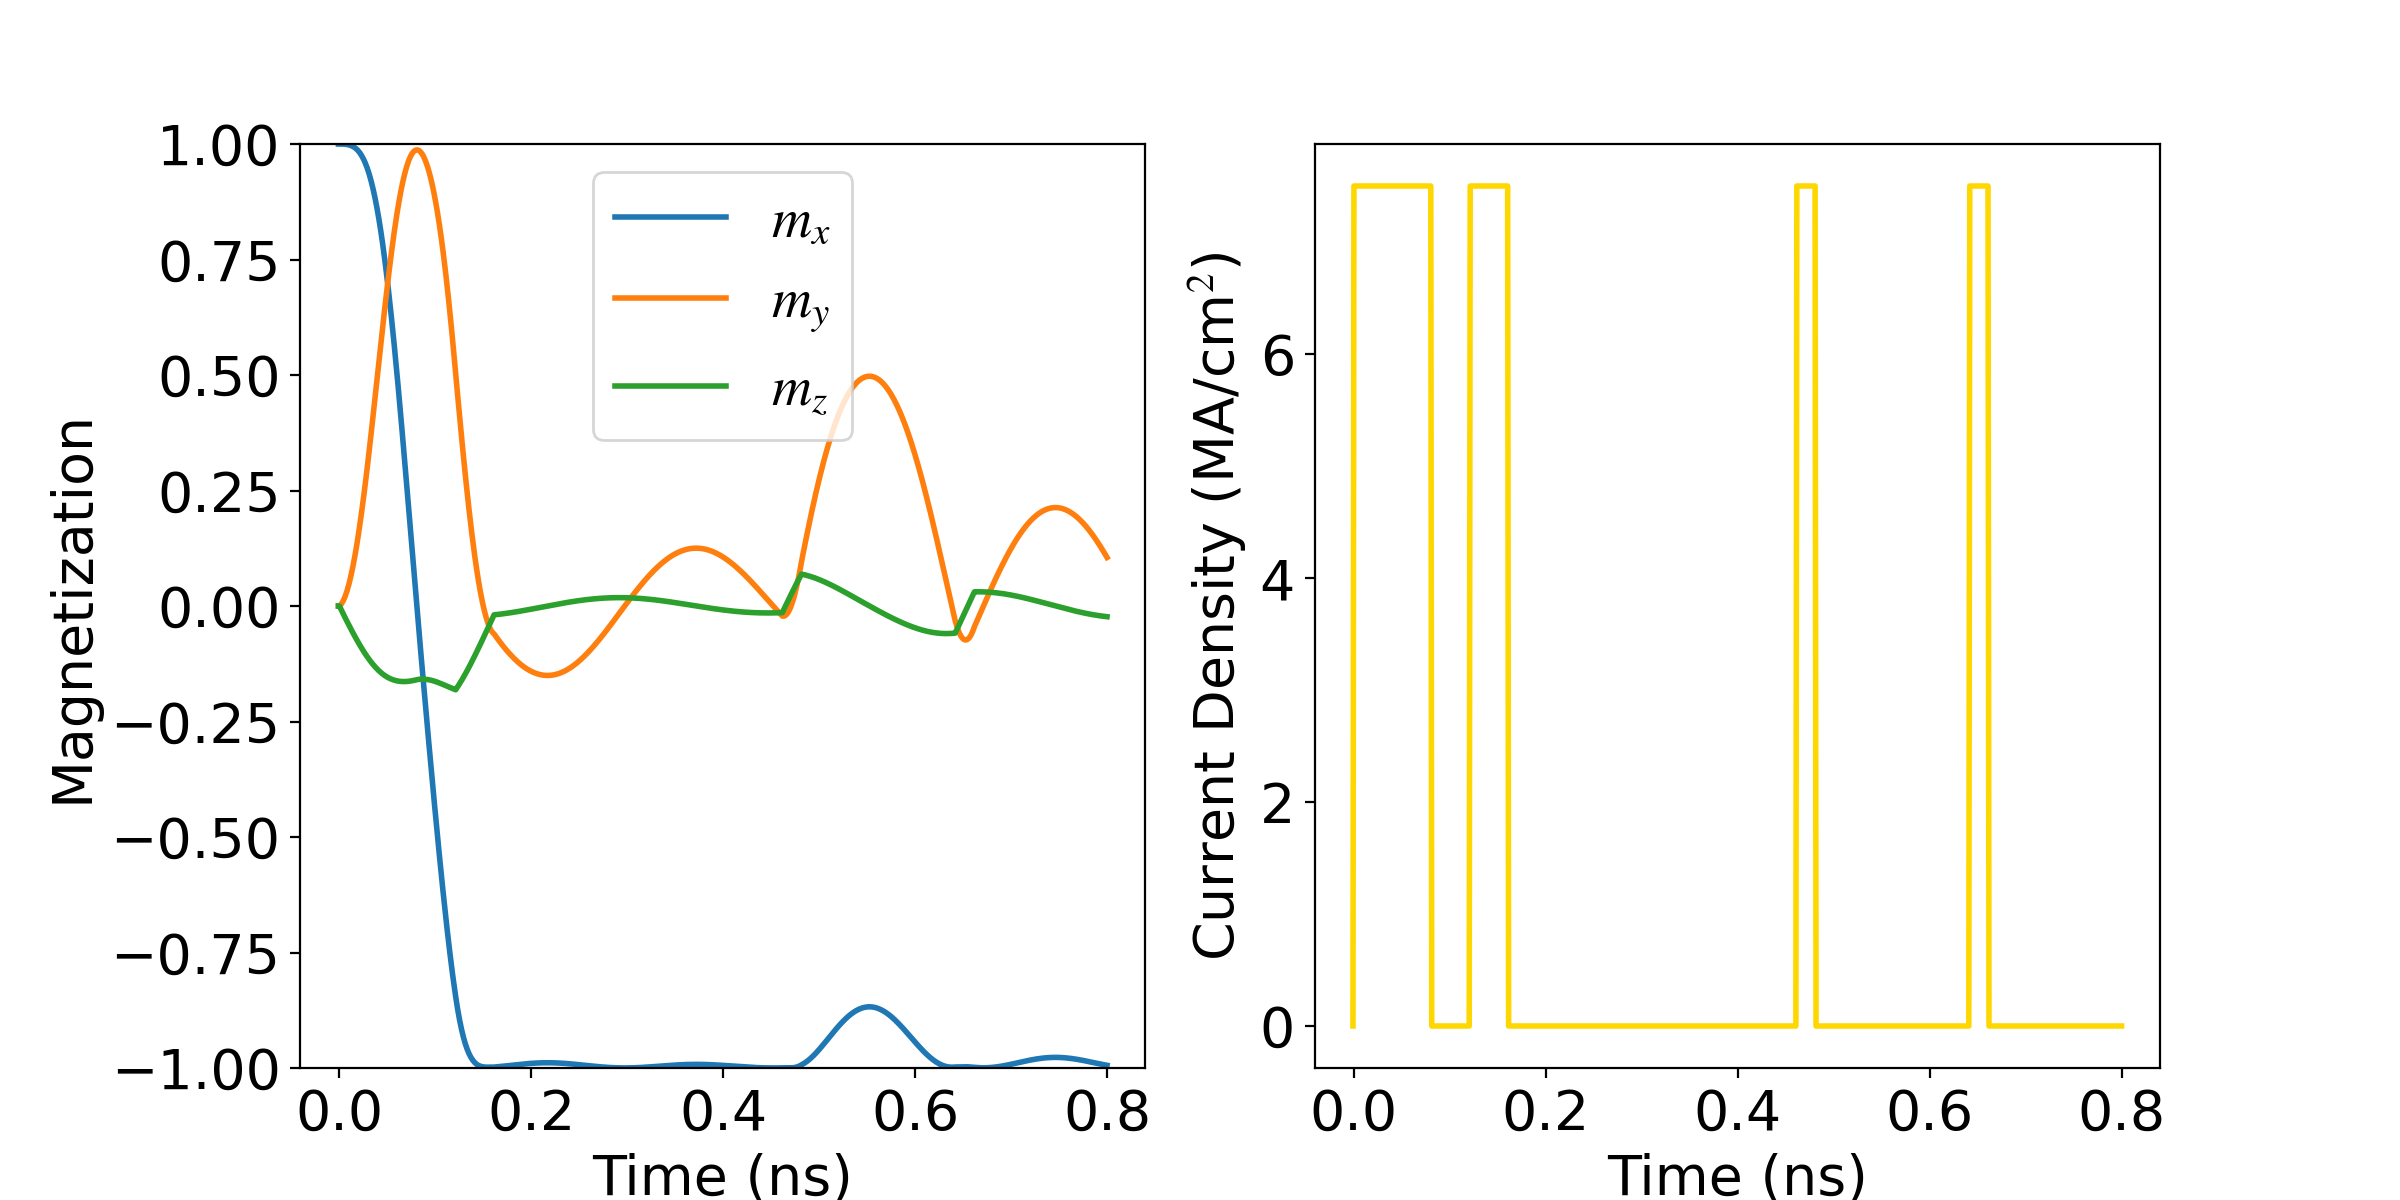 1.00
0.75
0.50
0.25
0.00
−0.25
−0.50
−0.75
−1.00
Magnetization
0.0 0.2 0.4 0.6 0.8
Time (ns)
m_x
m_y
m_z
6
4
2
0
Current Density (MA/cm²)
0.0 0.2 0.4 0.6 0.8
Time (ns)